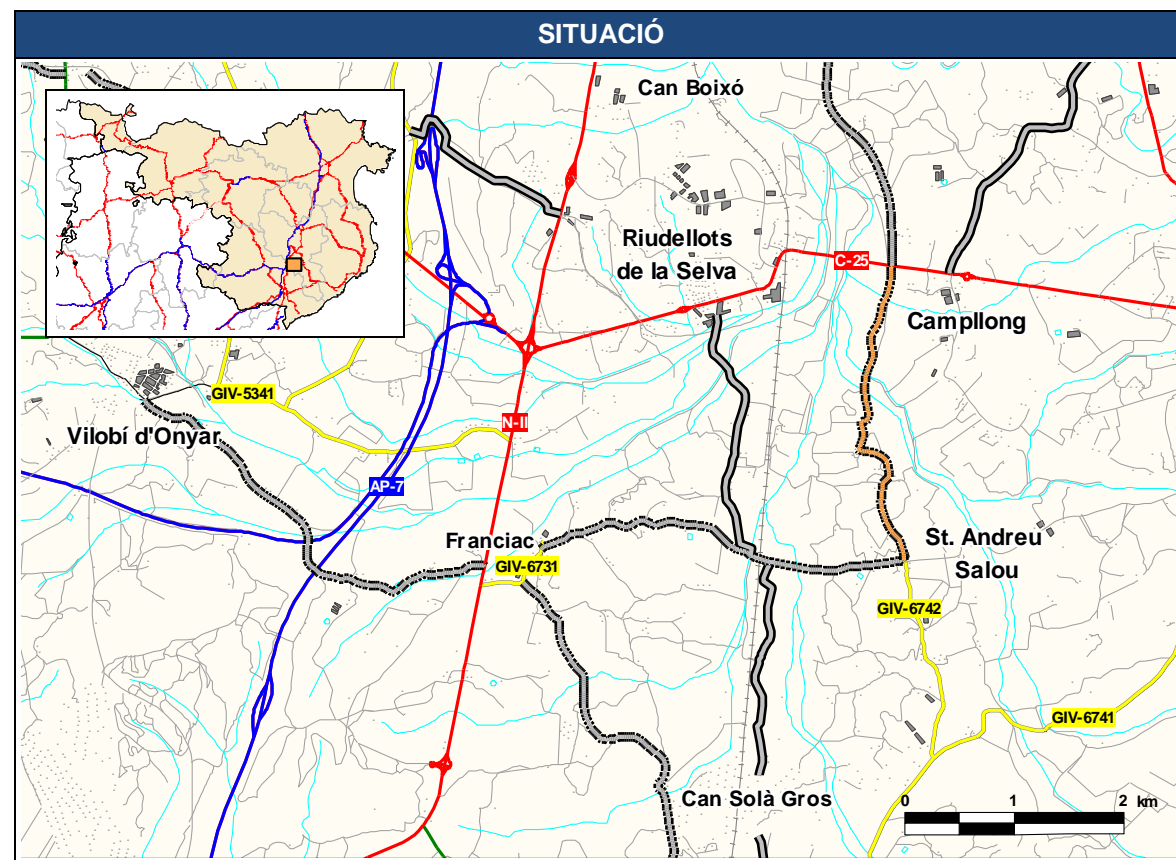 SITUACIÓ
Can Boixó
Riudellots
de la Selva
C-25
Campllong
GIV-5341
Vilobí d'Onyar
N-II
AP-7
Franciac
GIV-6731
St. Andreu
Salou
GIV-6742
GIV-6741
Can Solà Gros
0 1 2 km